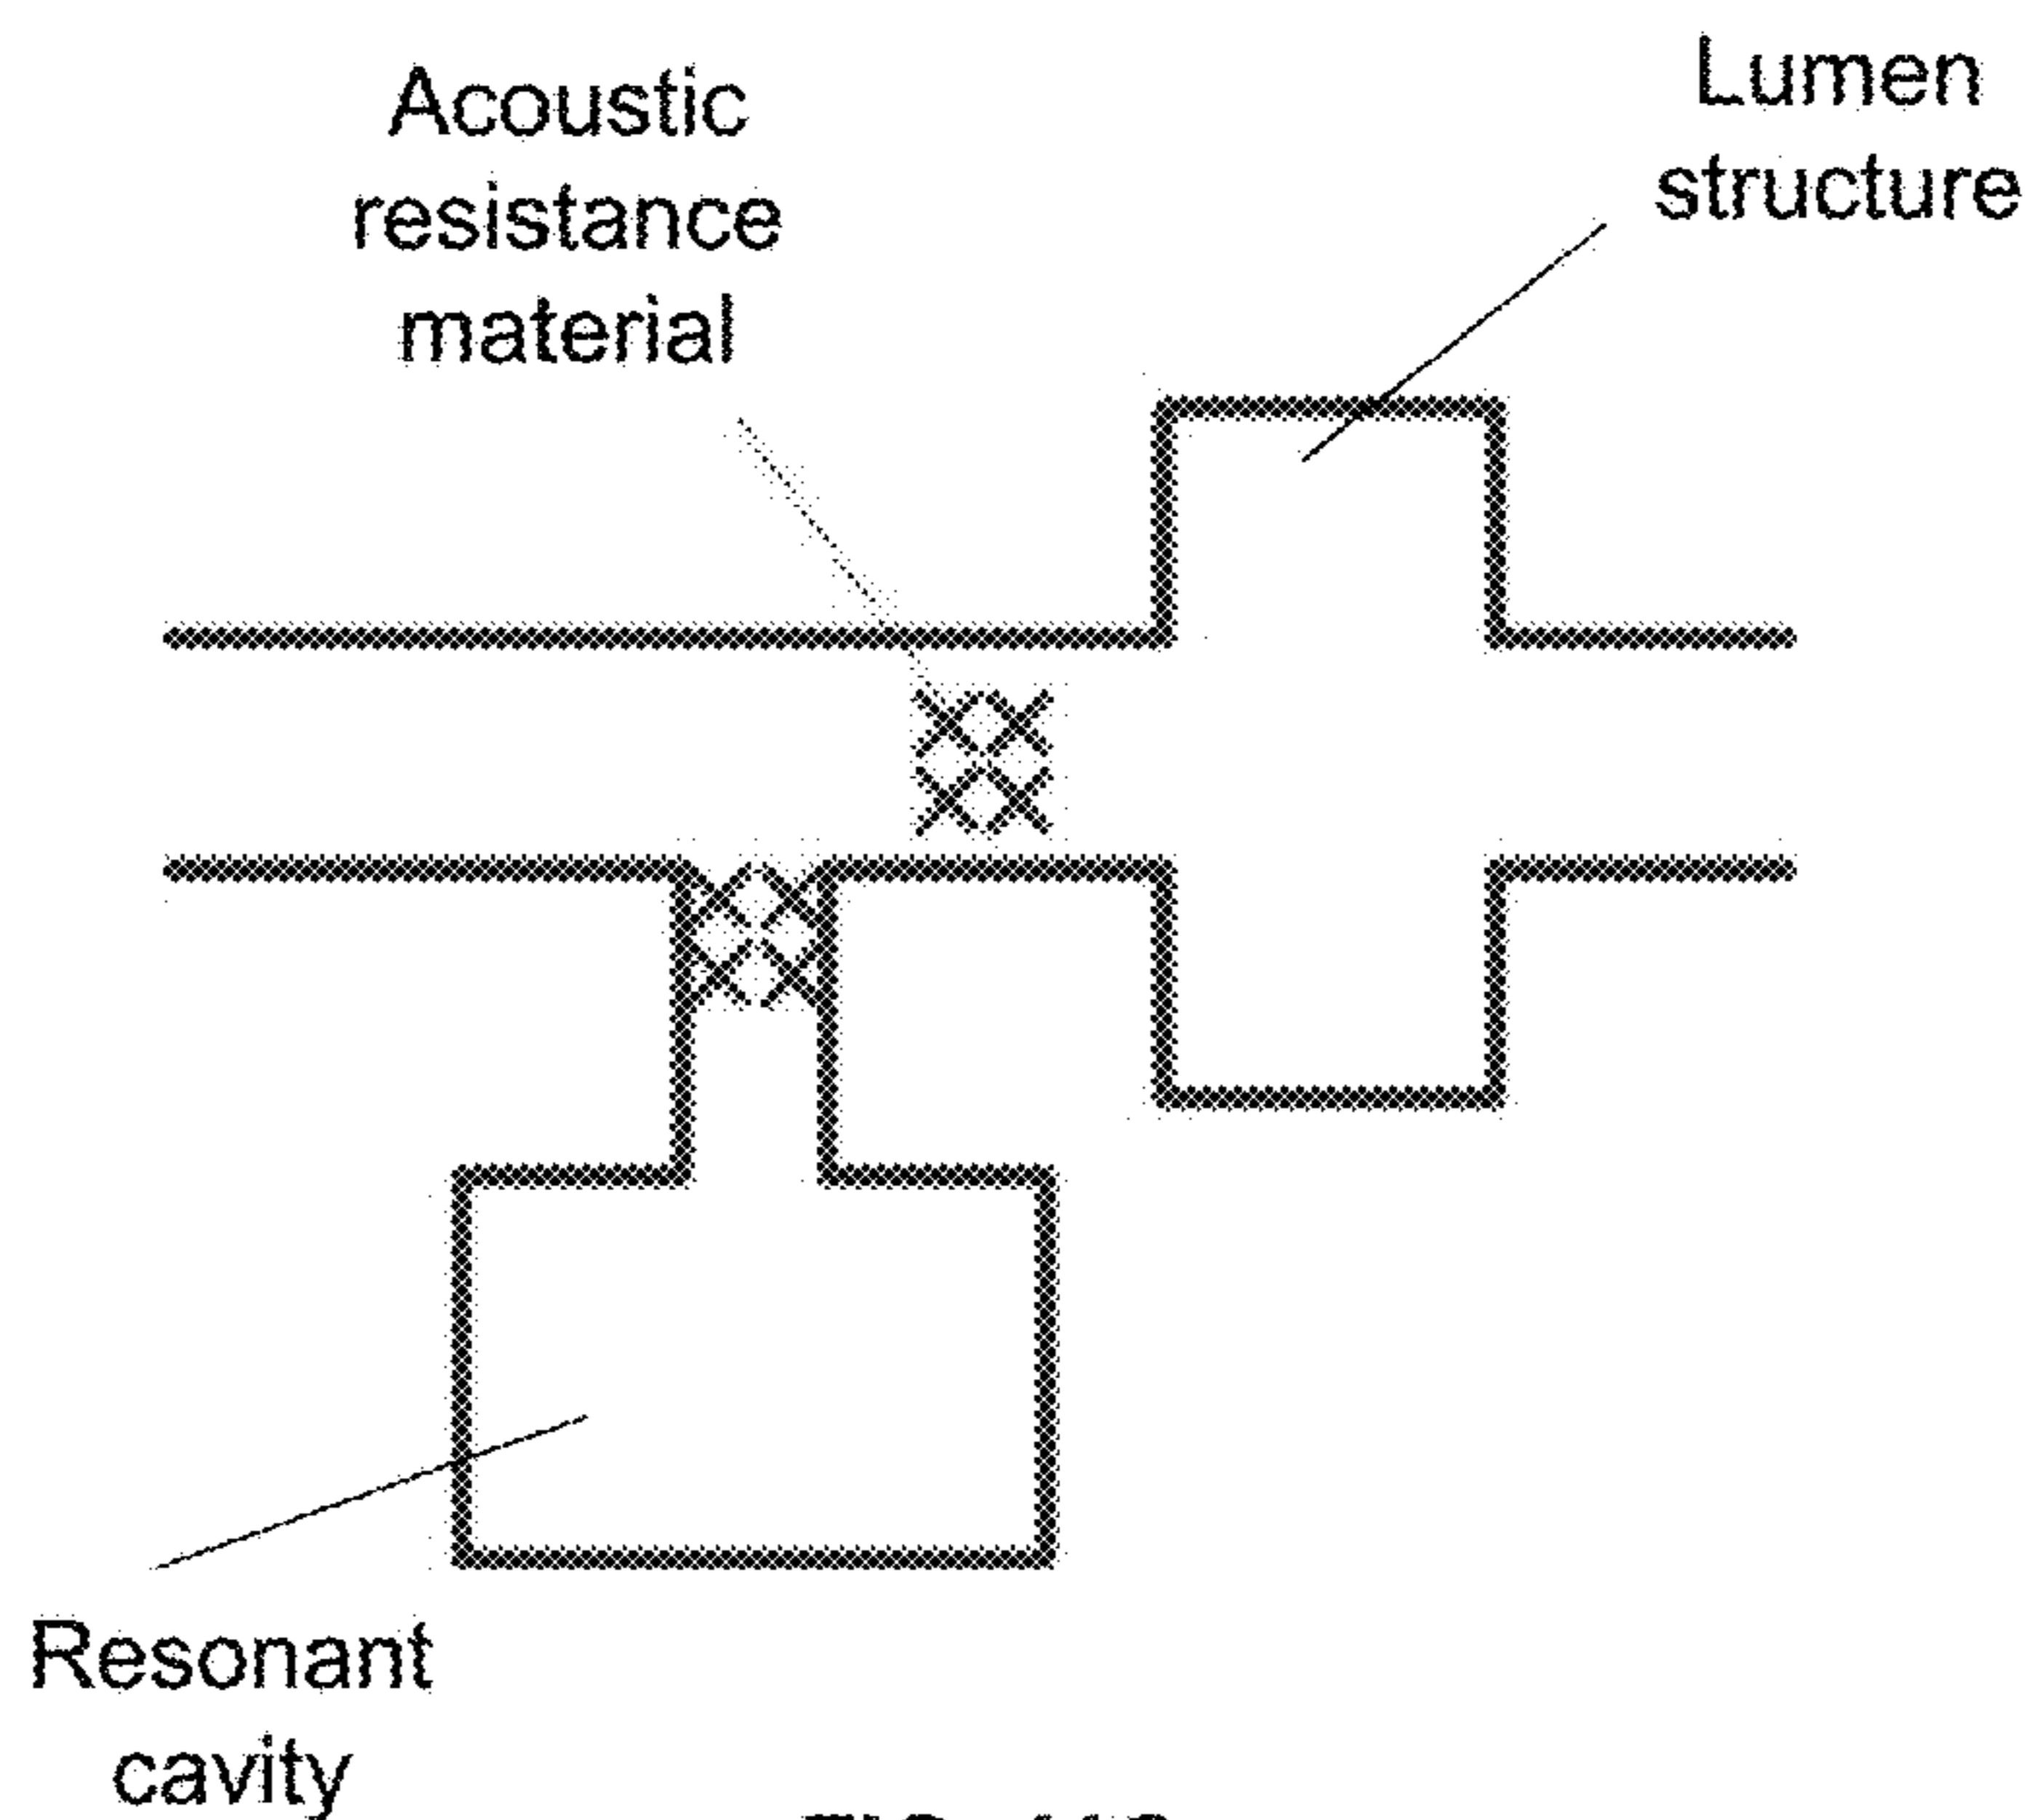 Acoustic
resistance
material
Lumen
structure
Resonant
cavity